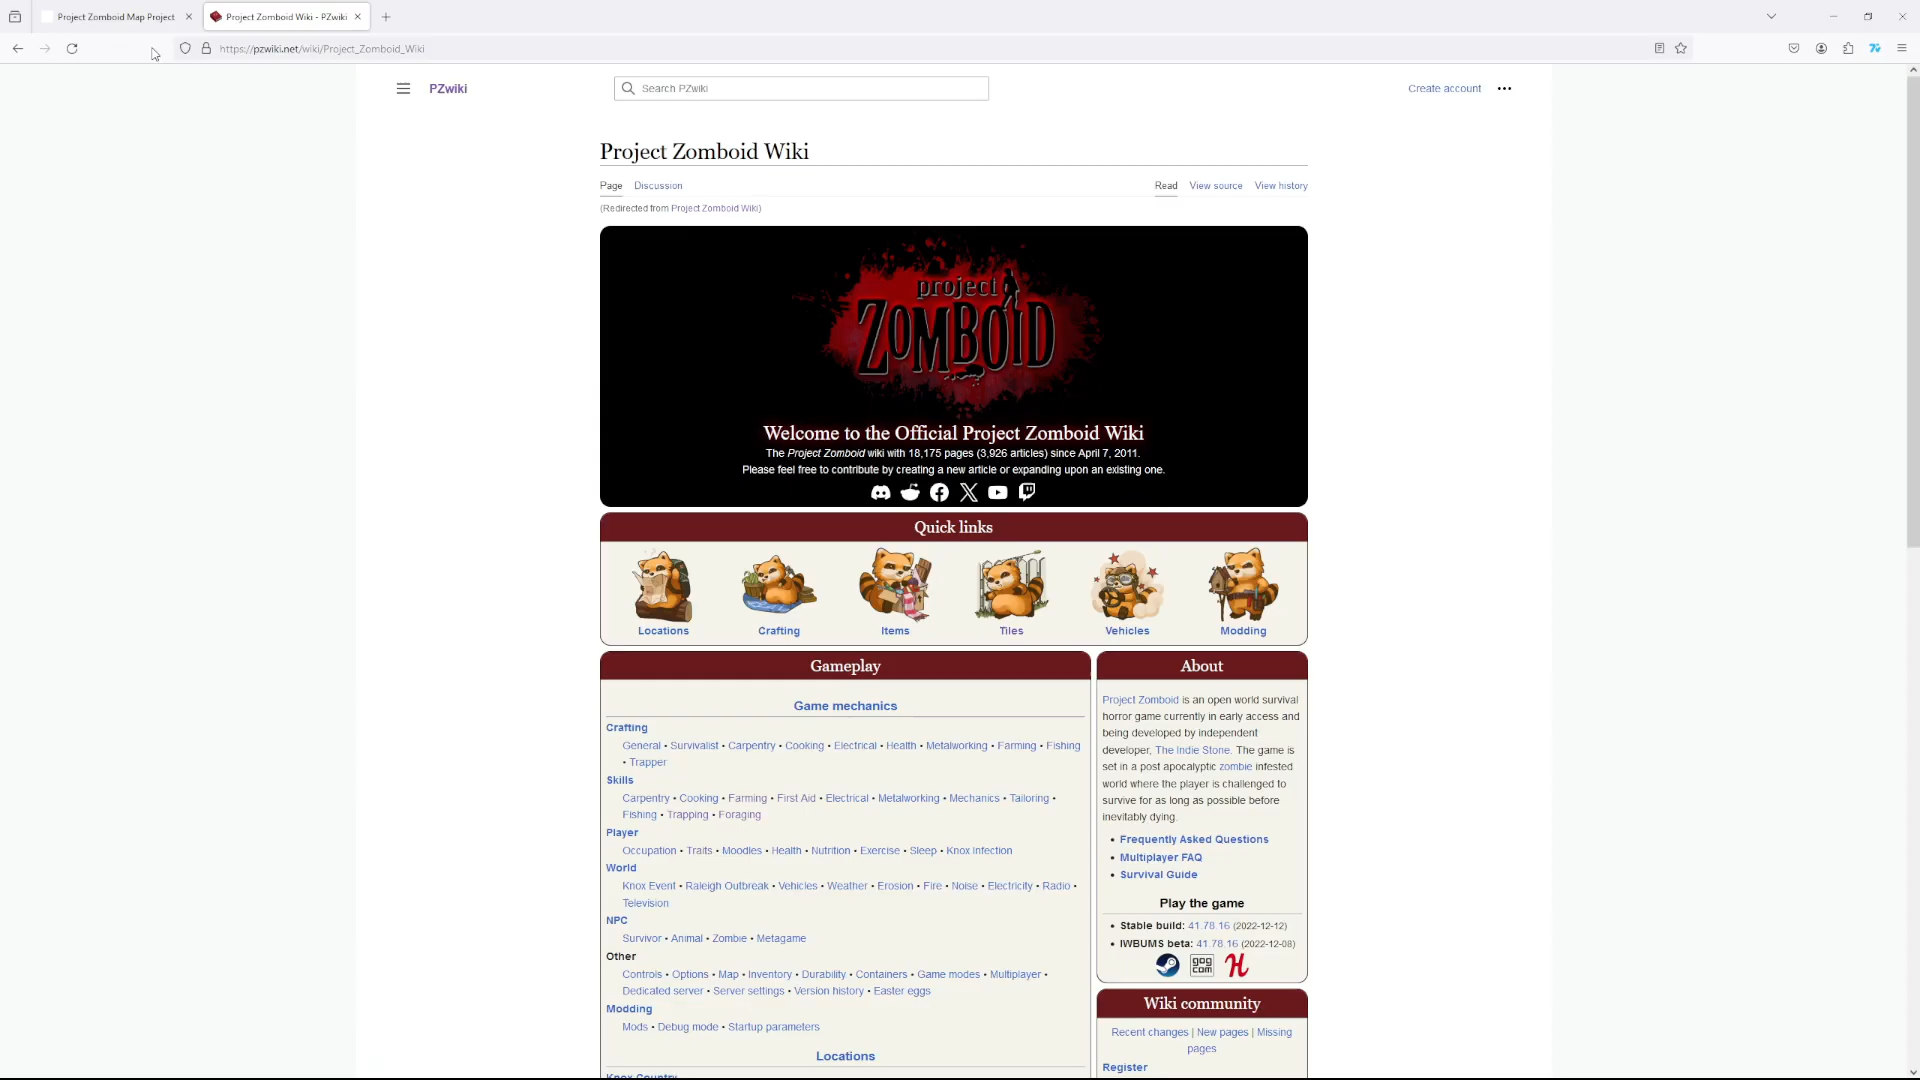 Project Zomboid Map Project
Project Zomboid Wiki - PZwiki
https://pzwiki.net/wiki/Project_Zomboid_Wiki
PZwiki
Search PZwiki
Create account
Project Zomboid Wiki
Page Discussion
Read View source View history
(Redirected from Project Zomboid Wiki)
project
ZOMBOID
Welcome to the Official Project Zomboid Wiki
The Project Zomboid wiki with 18,175 pages (3,926 articles) since April 7, 2011.
Please feel free to contribute by creating a new article or expanding upon an existing one.
Quick links
Locations Crafting Items Tiles Vehicles Modding
Gameplay
Game mechanics
Crafting
General • Survivalist • Carpentry • Cooking • Electrical • Health • Metalworking • Farming • Fishing
• Trapper
Skills
Carpentry • Cooking • Farming • First Aid • Electrical • Metalworking • Mechanics • Tailoring •
Fishing • Trapping • Foraging
Player
Occupation • Traits • Moodles • Health • Nutrition • Exercise • Sleep • Knox Infection
World
Knox Event • Raleigh Outbreak • Vehicles • Weather • Erosion • Fire • Noise • Electricity • Radio •
Television
NPC
Survivor • Animal • Zombie • Metagame
Other
Controls • Options • Map • Inventory • Durability • Containers • Game modes • Multiplayer •
Dedicated server • Server settings • Version history • Easter eggs
Modding
Mods • Debug mode • Startup parameters
Locations
Knox Country
About
Project Zomboid is an open world survival
horror game currently in early access and
being developed by independent
developer, The Indie Stone. The game is
set in a post apocalyptic zombie infested
world where the player is challenged to
survive for as long as possible before
inevitably dying.
• Frequently Asked Questions
• Multiplayer FAQ
• Survival Guide
Play the game
• Stable build: 41.78.16 (2022-12-12)
• IWBUMS beta: 41.78.16 (2022-12-08)
gog
com
Wiki community
Recent changes | New pages | Missing
pages
Register